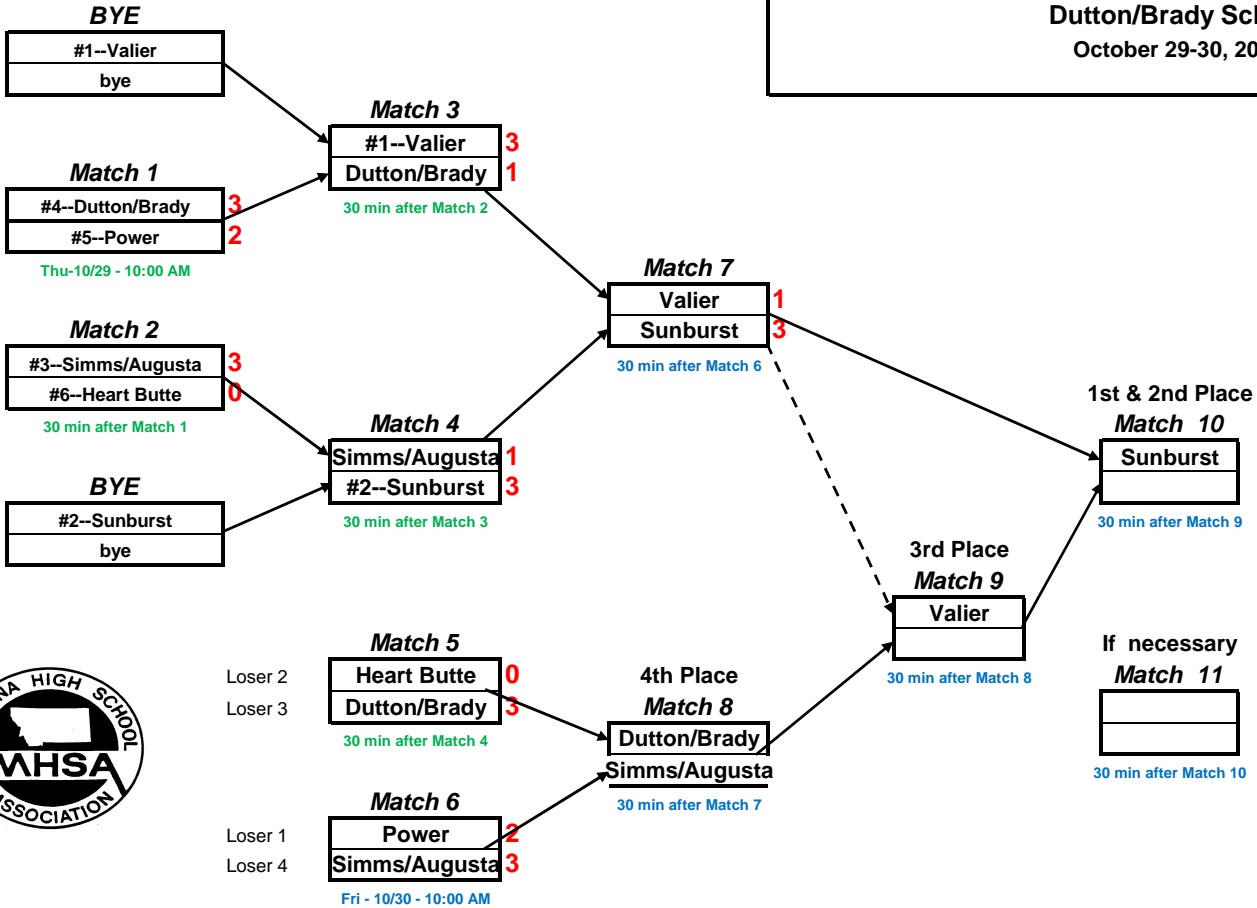 Dutton/Brady
October 29-30,
BYE
#1--Valier
bye
Match 3
#1--Valier 3
Dutton/Brady 1
30 min after Match 2
Match 1
#4--Dutton/Brady 3
#5--Power 2
Thu-10/29 - 10:00 AM
Match 7
Valier 1
Sunburst 3
30 min after Match 6
Match 2
#3--Simms/Augusta 3
#6--Heart Butte 0
30 min after Match 1
Match 4
Simms/Augusta 1
#2--Sunburst 3
30 min after Match 3
1st & 2nd Place
Match 10
Sunburst
30 min after Match 9
BYE
#2--Sunburst
bye
3rd Place
Match 9
Valier
30 min after Match 8
Match 5
Loser 2 Heart Butte 0
Loser 3 Dutton/Brady 3
30 min after Match 4
4th Place
Match 8
Dutton/Brady
Simms/Augusta
30 min after Match 7
If necessary
Match 11
30 min after Match 10
Match 6
Loser 1 Power 2
Loser 4 Simms/Augusta 3
Fri - 10/30 - 10:00 AM
HIGH SCHOOL
MHSA
ASSOCIATION